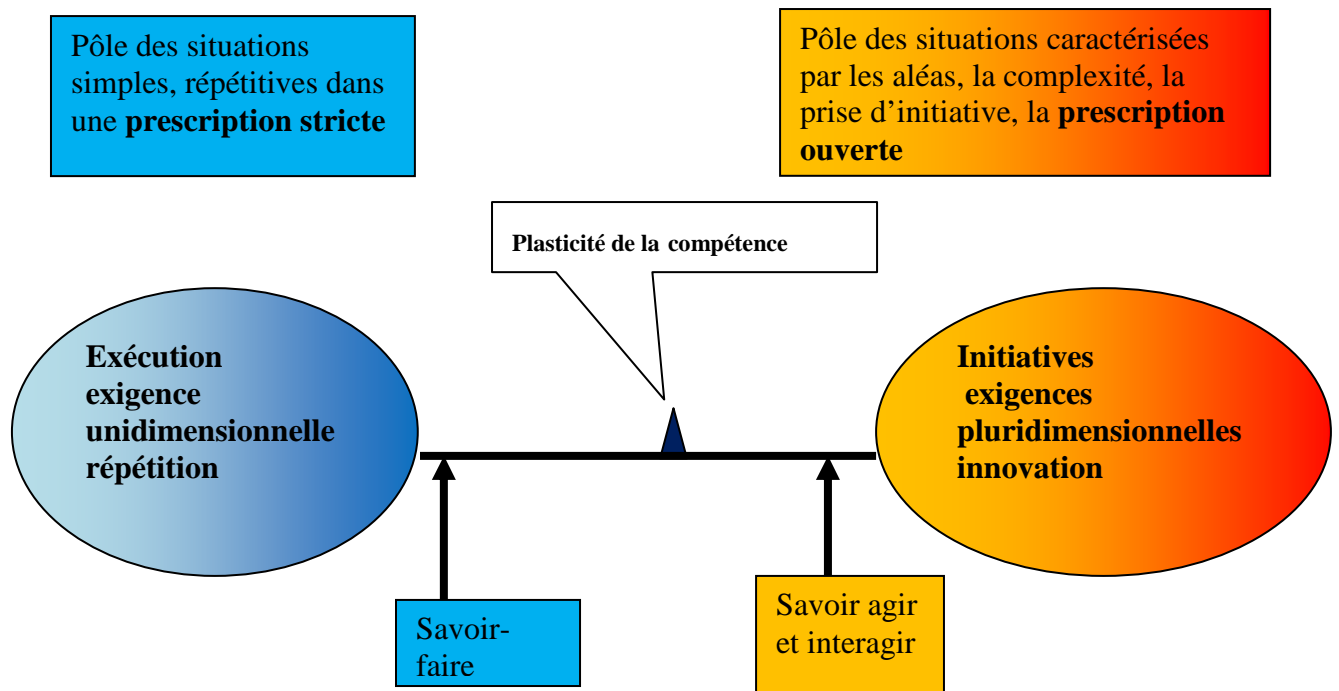 Pôle des situations
simples, répétitives dans
une prescription stricte
Pôle des situations caractérisées
par les aléas, la complexité, la
prise d’initiative, la prescription
ouverte
Plasticité de la compétence
Exécution
exigence
unidimensionnelle
répétition
Initiatives
exigences
pluridimensionnelles
innovation
Savoir-
faire
Savoir agir
et interagir